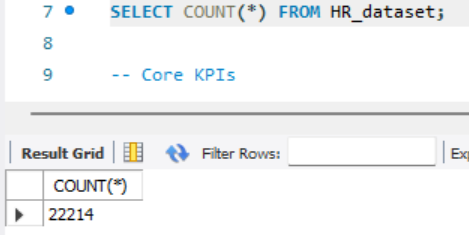 7 SELECT COUNT(*) FROM HR_dataset;
8
9 -- Core KPIs
Result Grid Filter Rows:
COUNT(*)
22214